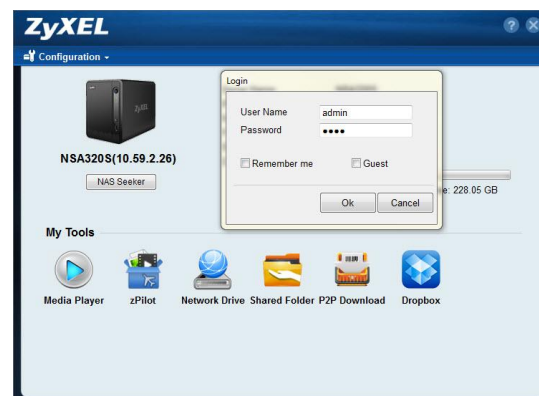 ZyXEL
Configuration
Login
User Name admin
Password ••••
Remember me Guest
Ok Cancel
NSA320S(10.59.2.26)
NAS Seeker
e: 228.05 GB
My Tools
Media Player zPilot Network Drive Shared Folder P2P Download Dropbox